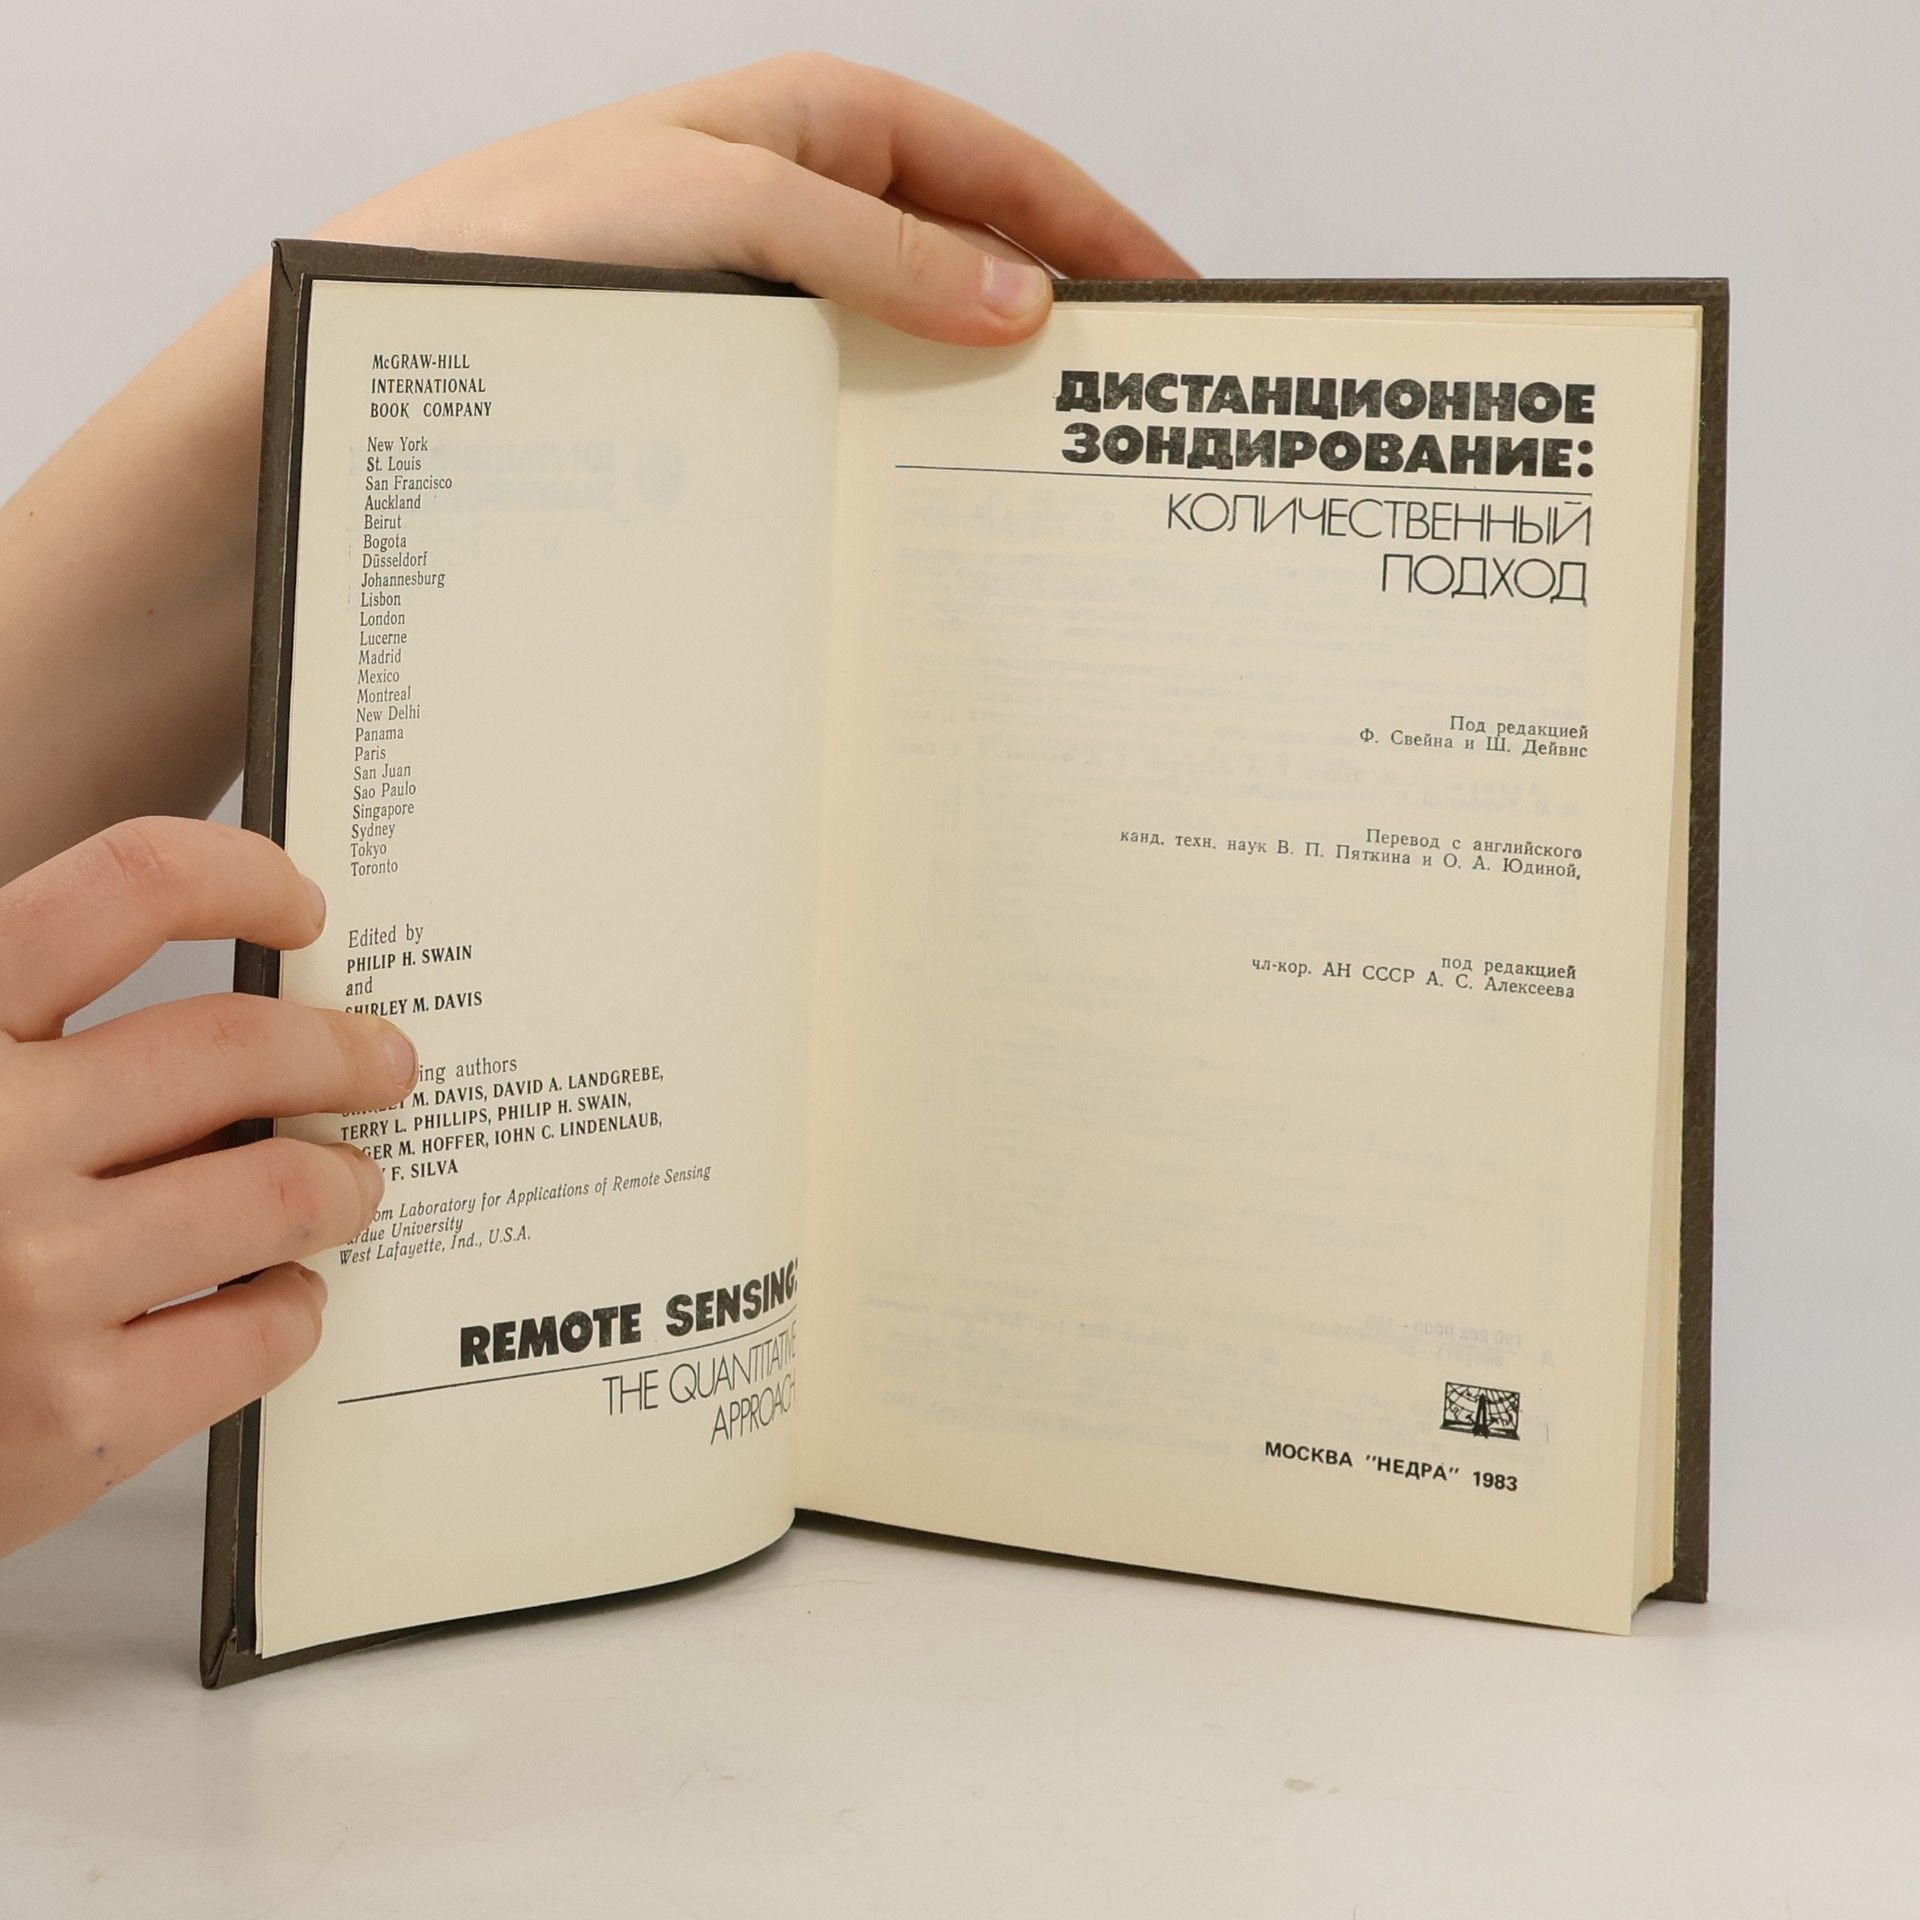 McGRAW-HILL
INTERNATIONAL
BOOK COMPANY
New York
St. Louis
San Francisco
Auckland
Beirut
Bogota
Düsseldorf
Johannesburg
Lisbon
London
Lucerne
Madrid
Mexico
Montreal
New Delhi
Panama
Paris
San Juan
Sao Paulo
Singapore
Sydney
Tokyo
Toronto
Edited by
PHILIP H. SWAIN
and
SHIRLEY M. DAVIS
authors
M. DAVIS, DAVID A. LANDGREBE,
TERRY L. PHILLIPS, PHILIP H. SWAIN,
M. HOFFER, IOHN C. LINDENLAUB,
F. SILVA
Laboratory for Applications of Remote Sensing
University
West Lafayette, Ind., U.S.A.
REMOTE SENSING:
THE QUANTITATIVE
APPROACH
ДИСТАНЦИОННОЕ
ЗОНДИРОВАНИЕ:
КОЛИЧЕСТВЕННЫЙ
ПОДХОД
Под редакцией
Ф. Свейна и Ш. Дейвис
Перевод с английского
канд. техн. наук В. П. Пяткина и О. А. Юдиной,
под редакцией
чл-кор. АН СССР А. С. Алексеева
МОСКВА "НЕДРА" 1983